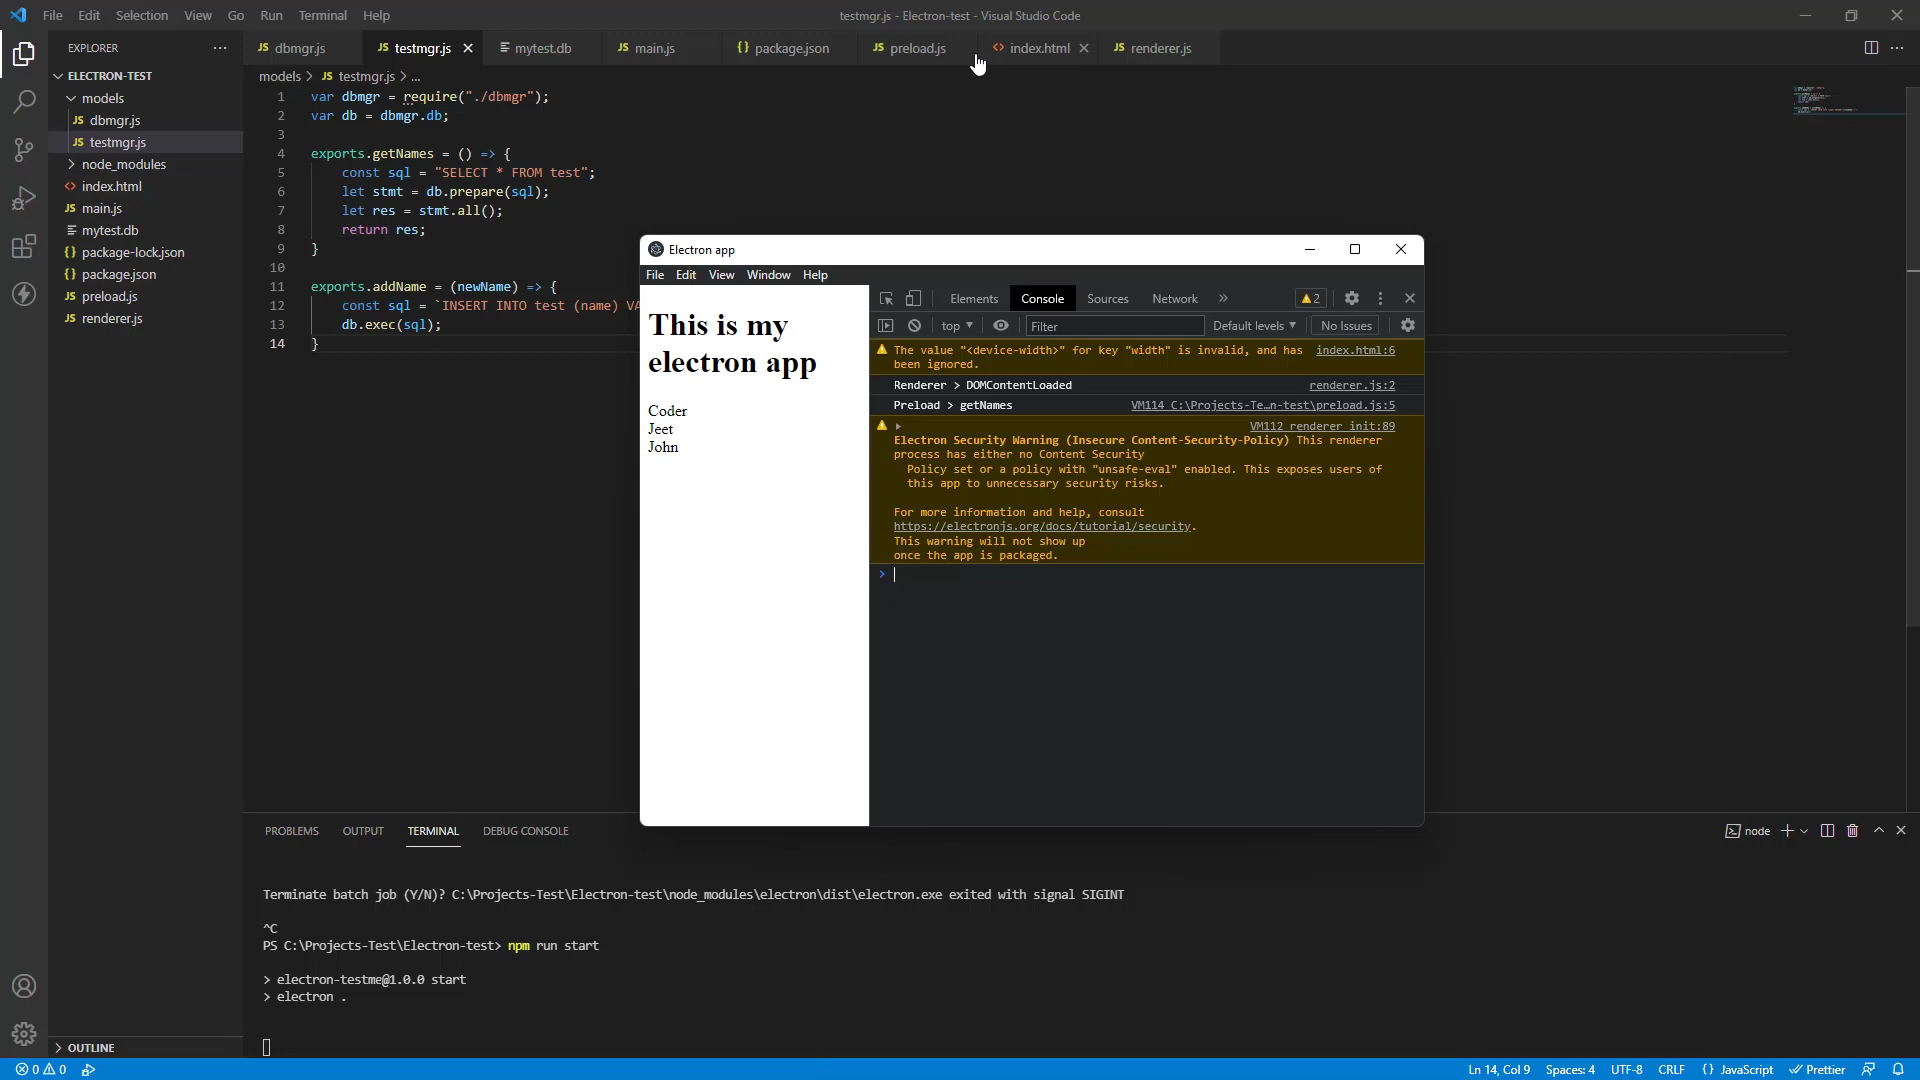 File Edit Selection View Go Run Terminal Help
testmgr.js - Electron-test - Visual Studio Code
EXPLORER
ELECTRON-TEST
models
JS dbmgr.js
JS testmgr.js
node_modules
<> index.html
JS main.js
mytest.db
{} package-lock.json
{} package.json
JS preload.js
JS renderer.js
OUTLINE
JS dbmgr.js
JS testmgr.js
mytest.db
JS main.js
{} package.json
JS preload.js
<> index.html
JS renderer.js
models > JS testmgr.js > ...
1 var dbmgr = require("./dbmgr");
2 var db = dbmgr.db;
3
4 exports.getNames = () => {
5 const sql = "SELECT * FROM test";
6 let stmt = db.prepare(sql);
7 let res = stmt.all();
8 return res;
9 }
10
11 exports.addName = (newName) => {
12 const sql = `INSERT INTO test (name) VA
13 db.exec(sql);
14 }
Electron app
File Edit View Window Help
This is my
electron app
Coder
Jeet
John
Elements Console Sources Network » 2
top Filter Default levels No Issues
The value "<device-width>" for key "width" is invalid, and has index.html:6
been ignored.
Renderer > DOMContentLoaded renderer.js:2
Preload > getNames VM114 C:\Projects-Te…n-test\preload.js:5
VM112 renderer_init:89
Electron Security Warning (Insecure Content-Security-Policy) This renderer
process has either no Content Security
Policy set or a policy with "unsafe-eval" enabled. This exposes users of
this app to unnecessary security risks.
For more information and help, consult
https://electronjs.org/docs/tutorial/security.
This warning will not show up
once the app is packaged.
>
PROBLEMS OUTPUT TERMINAL DEBUG CONSOLE
node
Terminate batch job (Y/N)? C:\Projects-Test\Electron-test\node_modules\electron\dist\electron.exe exited with signal SIGINT
^C
PS C:\Projects-Test\Electron-test> npm run start
> electron-testme@1.0.0 start
> electron .
0 0
Ln 14, Col 9 Spaces: 4 UTF-8 CRLF {} JavaScript Prettier